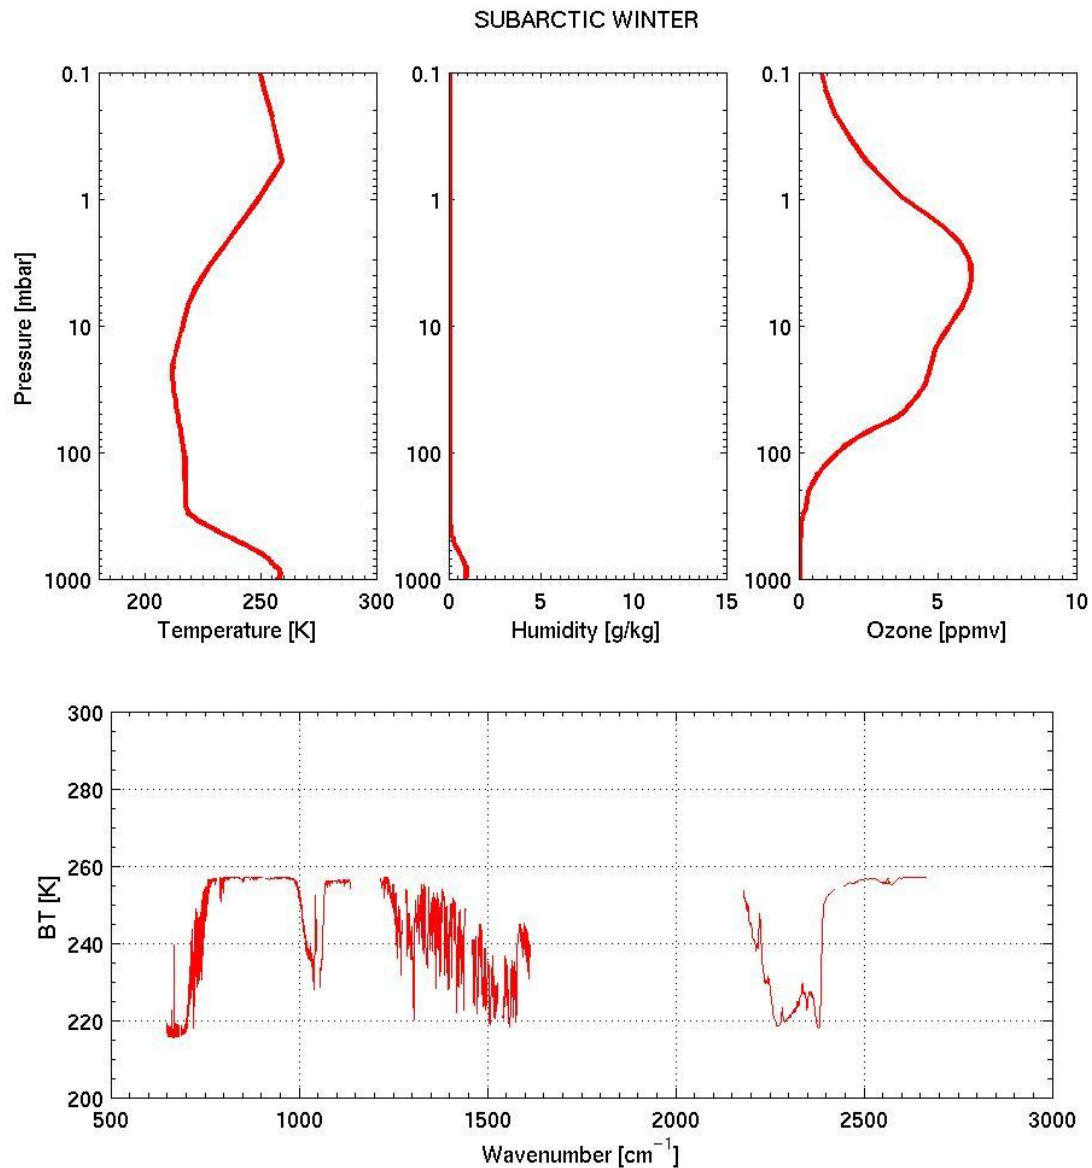 SUBARCTIC WINTER
0.1
1
10
100
1000
Pressure [mbar]
200 250 300
Temperature [K]
0.1
1
10
100
1000
0 5 10 15
Humidity [g/kg]
0.1
1
10
100
1000
0 5 10
Ozone [ppmv]
300
280
260
240
220
200
BT [K]
500 1000 1500 2000 2500 3000
Wavenumber [cm⁻¹]